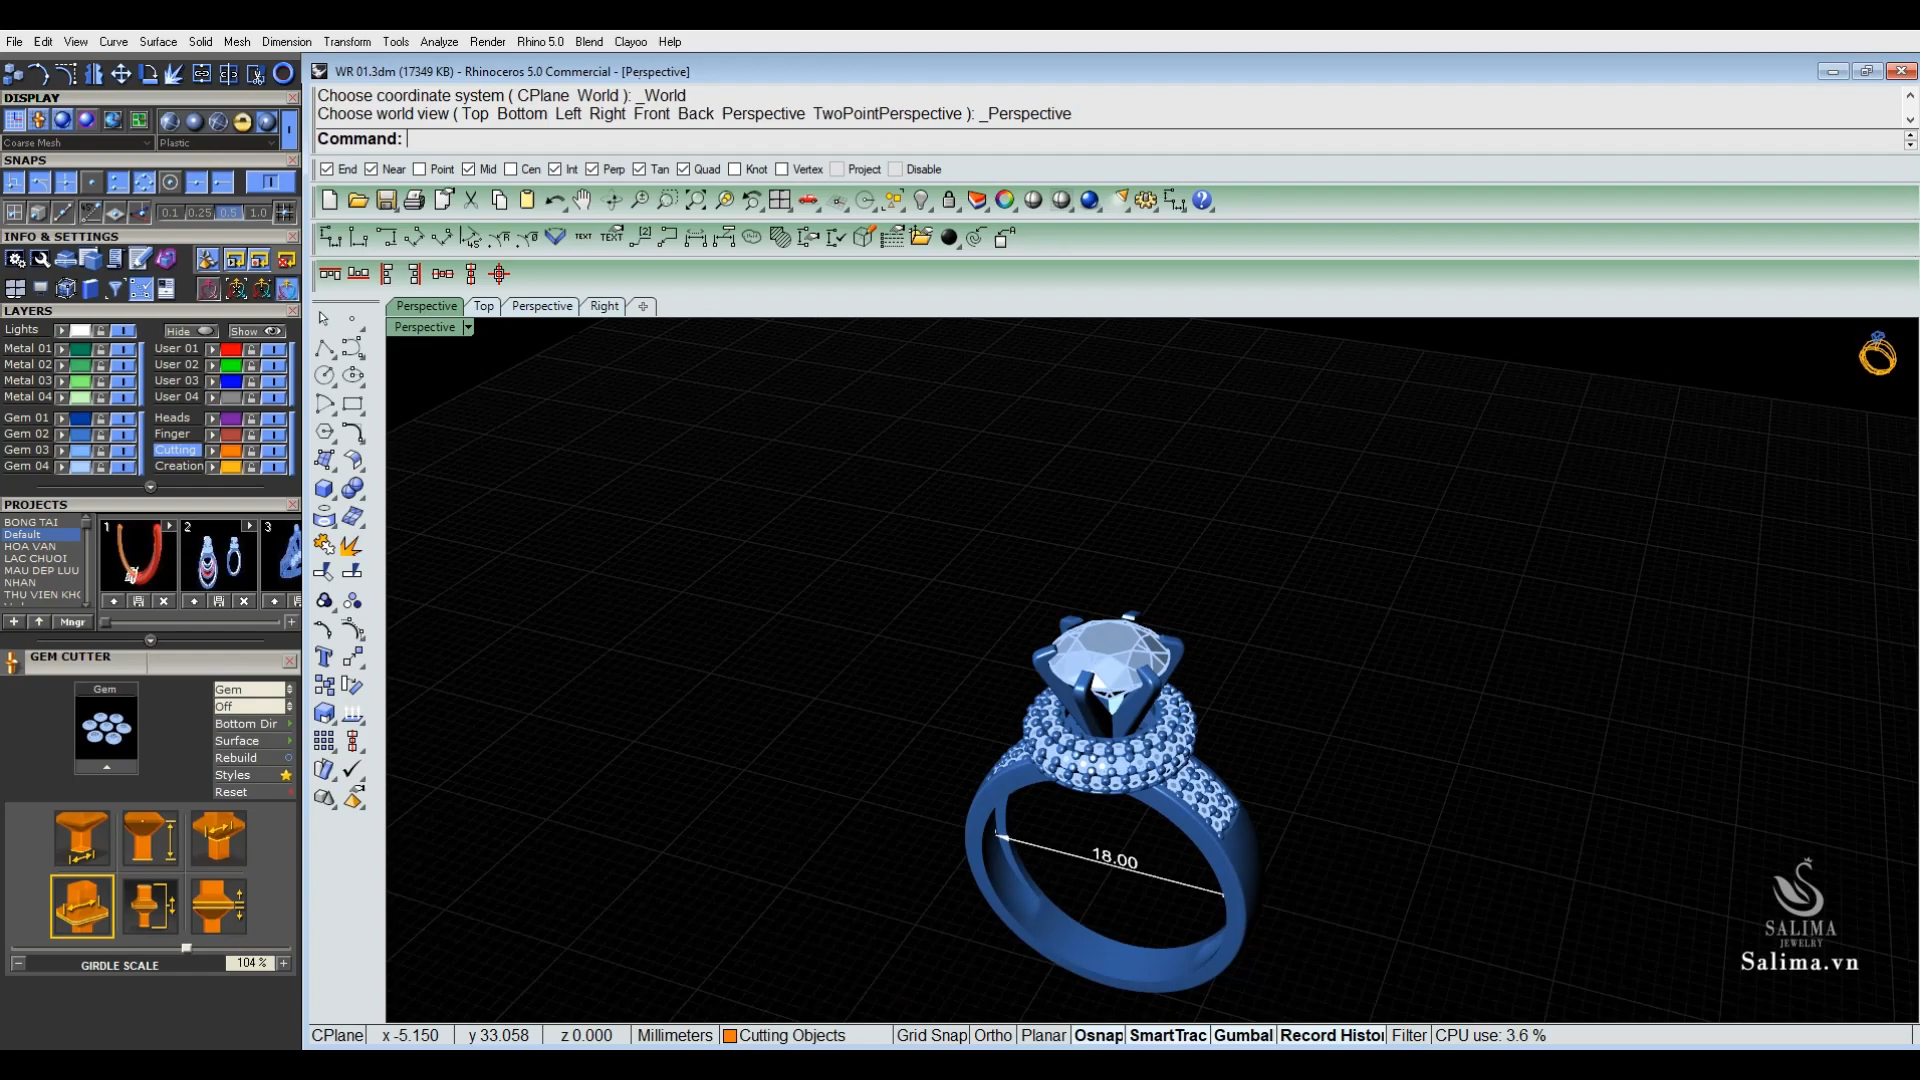 File Edit View Curve Surface Solid Mesh Dimension Transform Tools Analyze Render Rhino 5.0 Blend Clayoo Help
WR 01.3dm (17349 KB) - Rhinoceros 5.0 Commercial - [Perspective]
Choose coordinate system ( CPlane World ): _World
Choose world view ( Top Bottom Left Right Front Back Perspective TwoPointPerspective ): _Perspective
Command:
End Near Point Mid Cen Int Perp Tan Quad Knot Vertex Project Disable
TEXT TEXT
Perspective Top Perspective Right
Perspective
DISPLAY
Coarse Mesh Plastic
SNAPS
0.1 0.25 0.5 1.0
INFO & SETTINGS
LAYERS
Lights Hide Show
Metal 01 User 01
Metal 02 User 02
Metal 03 User 03
Metal 04 User 04
Gem 01 Heads
Gem 02 Finger
Gem 03 Cutting
Gem 04 Creation
PROJECTS
BONG TAI
Default
HOA VAN
LAC CHUOI
MAU DEP LUU
NHAN
THU VIEN KHO
1 2 3
Mngr
GEM CUTTER
Gem
Gem
Off
Bottom Dir
Surface
Rebuild
Styles
Reset
GIRDLE SCALE 104 %
18.00
SALIMA
JEWELRY
Salima.vn
CPlane x -5.150 y 33.058 z 0.000 Millimeters Cutting Objects Grid Snap Ortho Planar Osnap SmartTrac Gumbal Record Histor Filter CPU use: 3.6 %